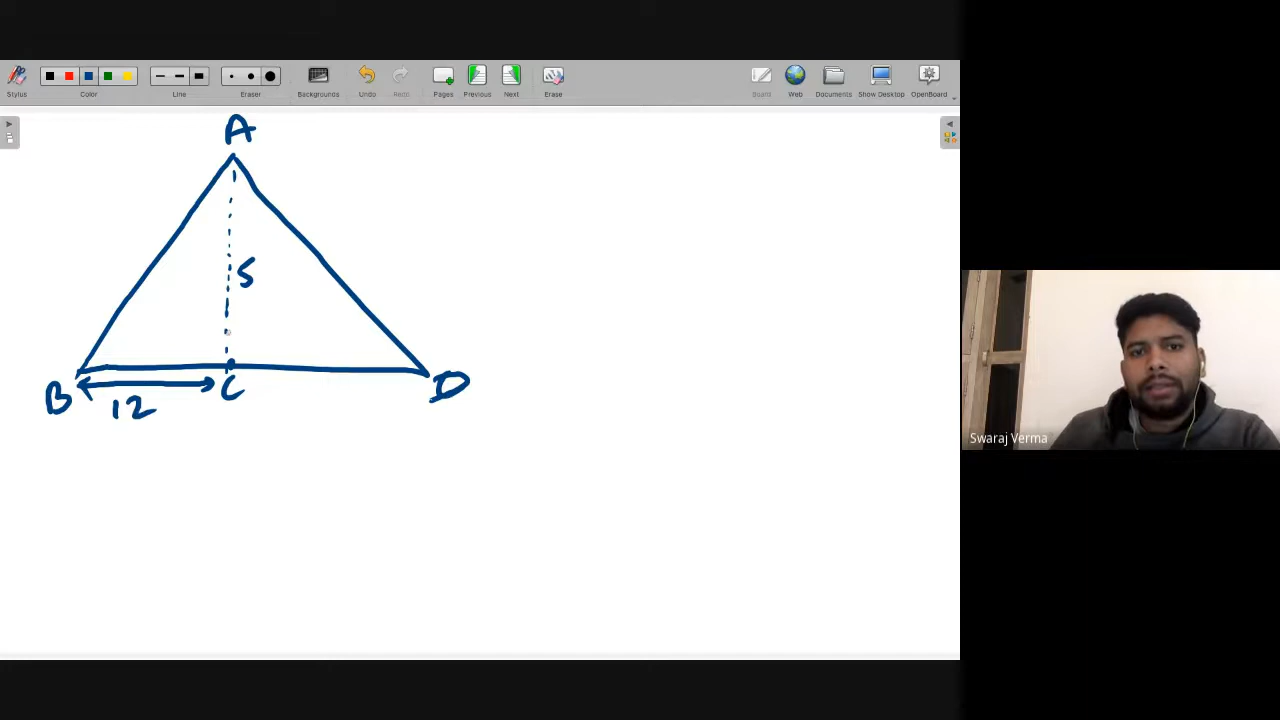 Stylus Color Line Eraser Backgrounds Undo Redo Pages Previous Next Erase Board Web Documents Show Desktop OpenBoard
A
5
B 12 C D
Swaraj Verma